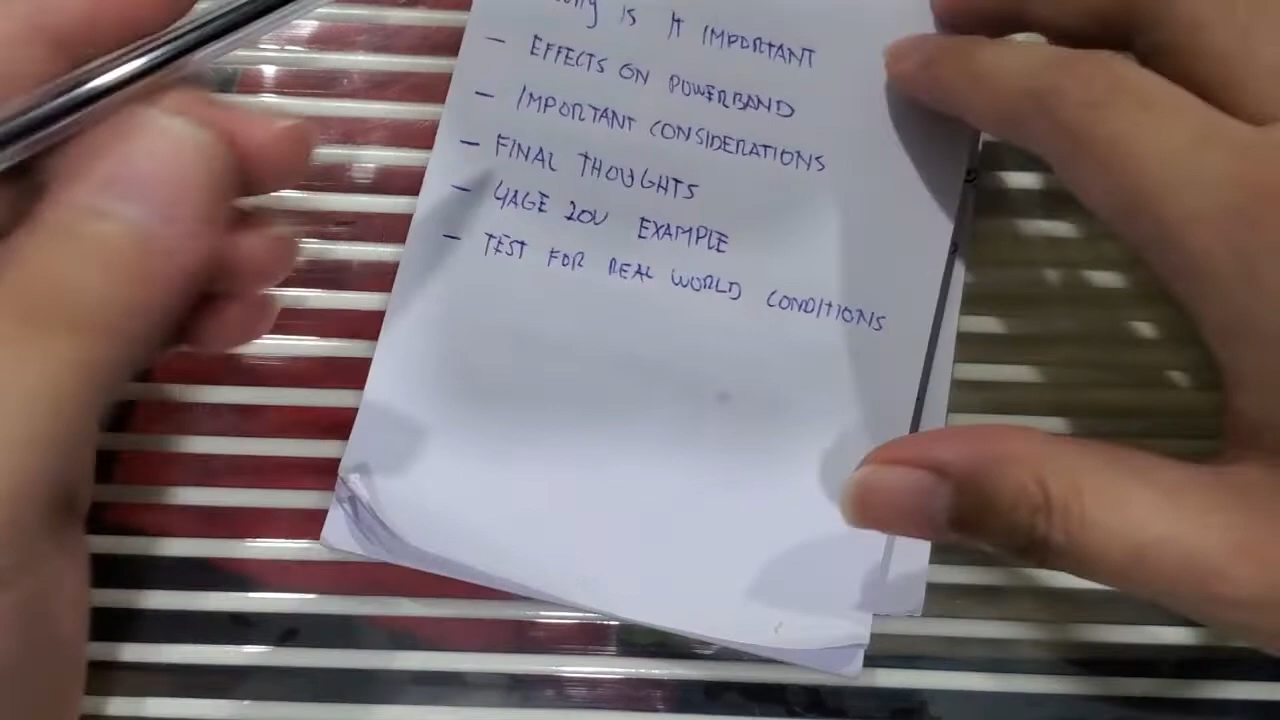 is it IMPORTANT
- EFFECTS ON POWERBAND
- IMPORTANT CONSIDERATIONS
- FINAL THOUGHTS
- 4AGE 20V EXAMPLE
- TEST FOR REAL WORLD CONDITIONS